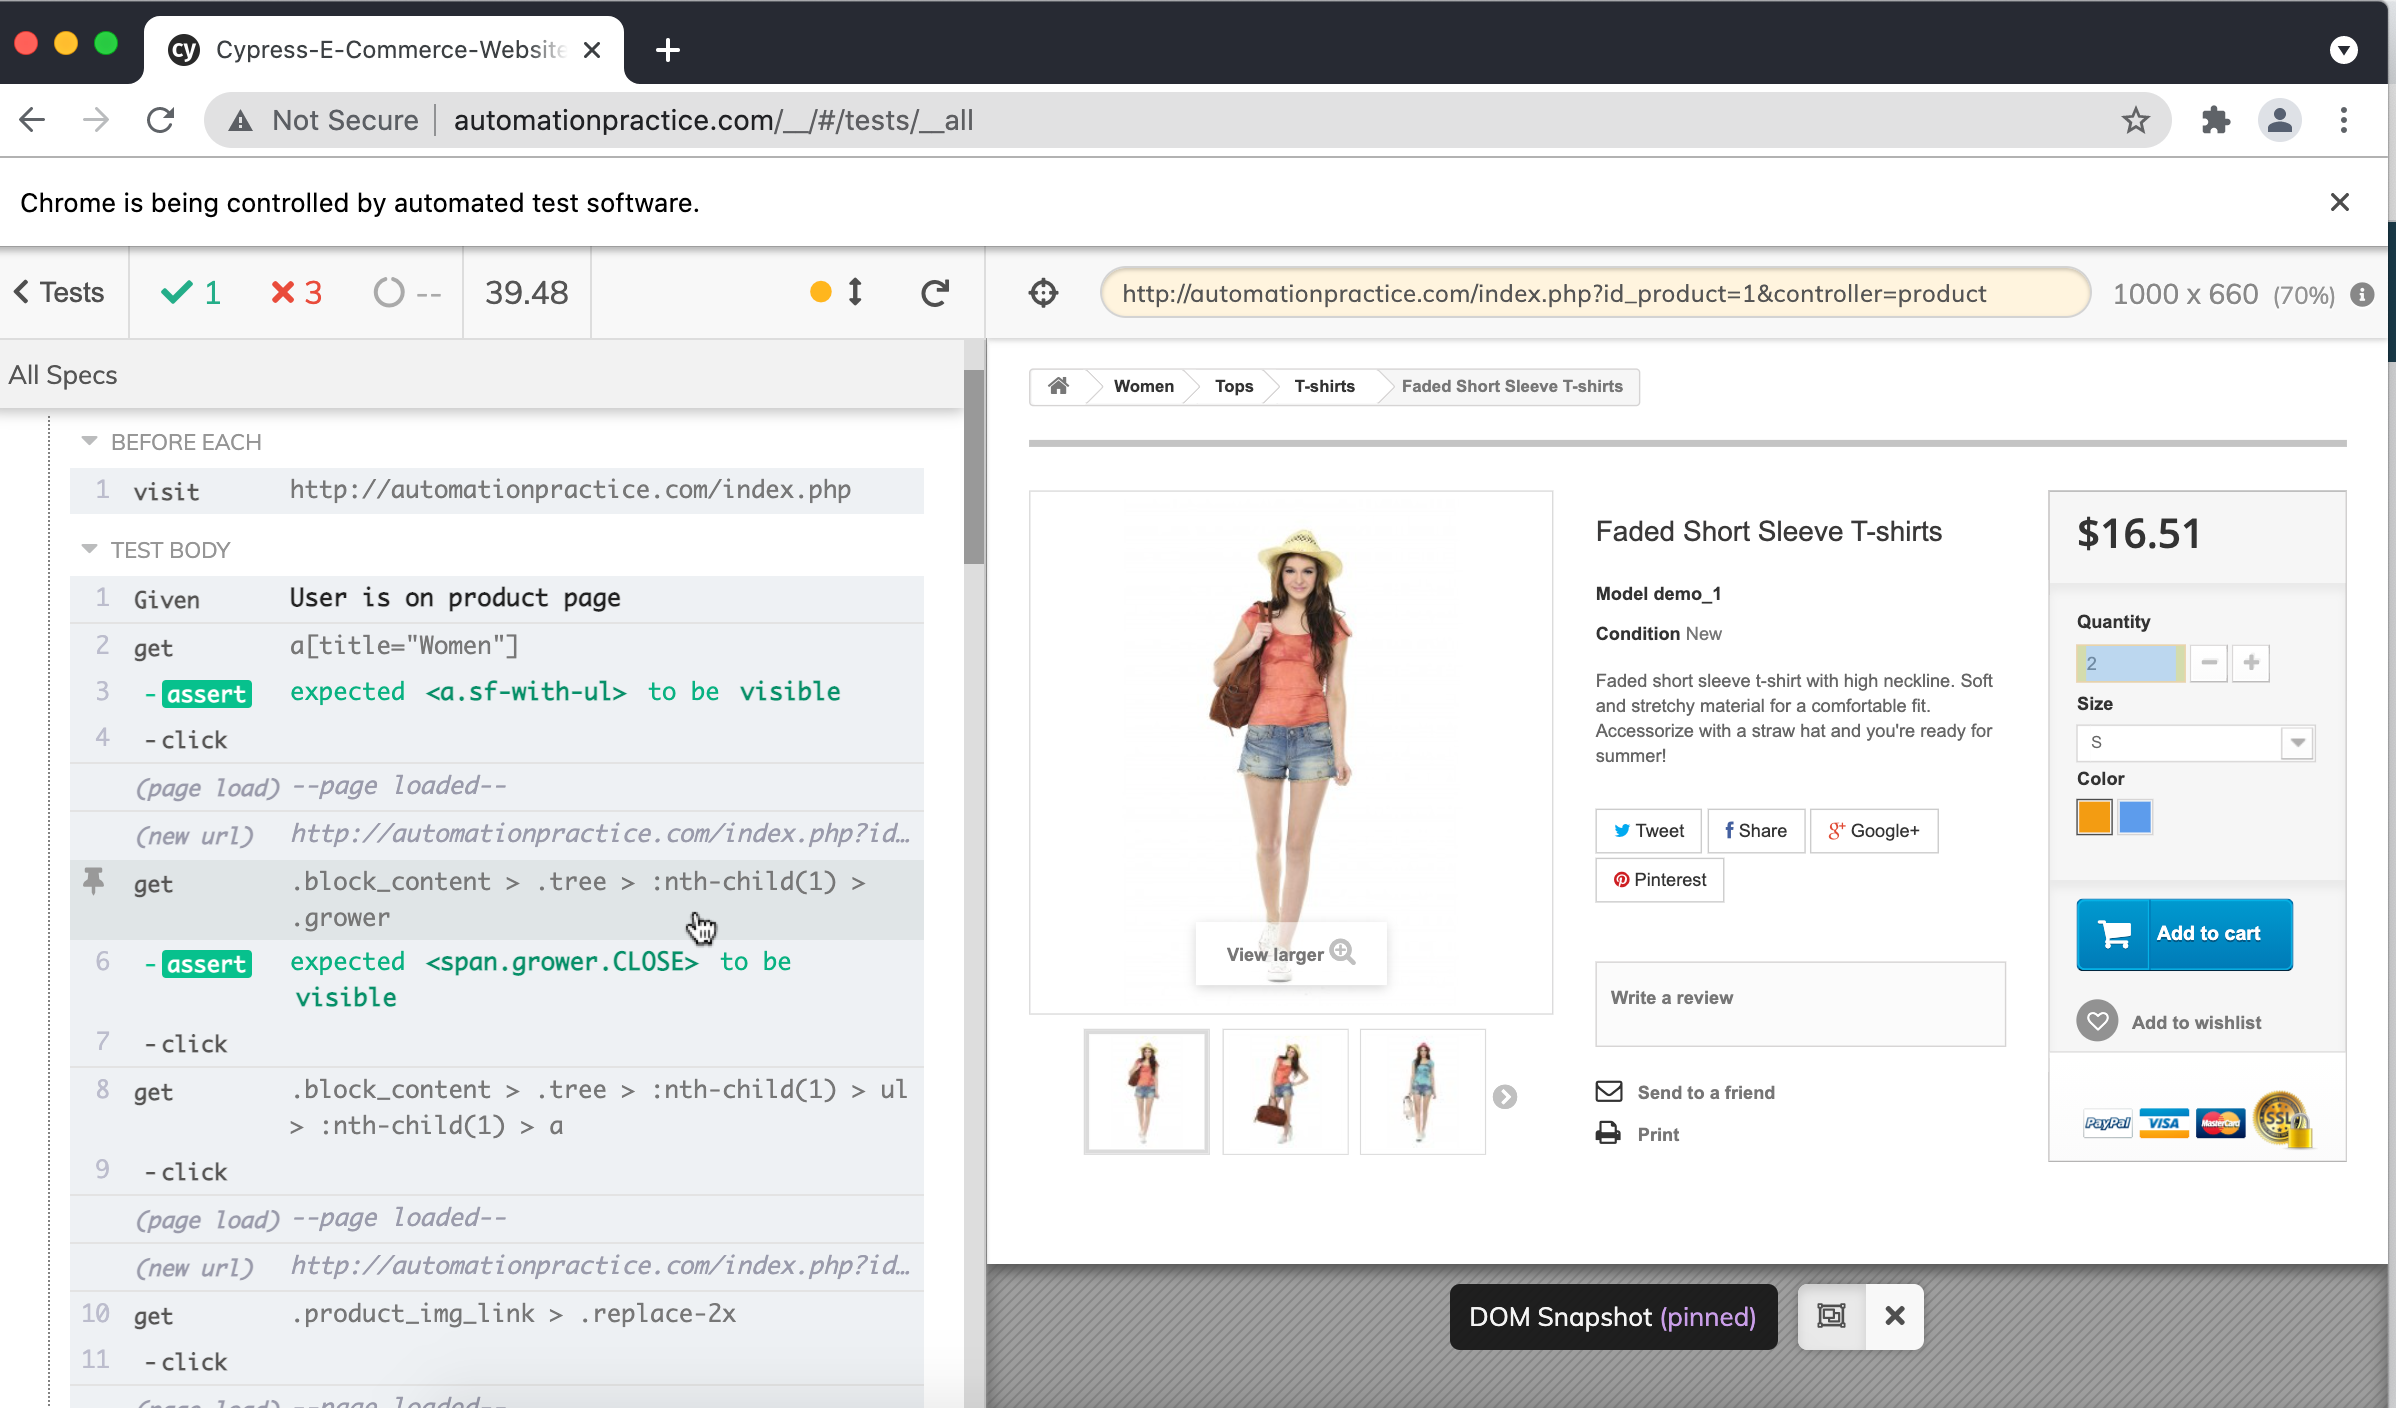 cy Cypress-E-Commerce-Website
Not Secure automationpractice.com/__/#/tests/__all
Chrome is being controlled by automated test software.
Tests 1 3 -- 39.48
http://automationpractice.com/index.php?id_product=1&controller=product 1000 x 660 (70%)
All Specs
BEFORE EACH
1 visit http://automationpractice.com/index.php
TEST BODY
1 Given User is on product page
2 get a[title="Women"]
3 -assert expected <a.sf-with-ul> to be visible
4 -click
(page load) --page loaded--
(new url) http://automationpractice.com/index.php?id…
get .block_content > .tree > :nth-child(1) >
.grower
6 -assert expected <span.grower.CLOSE> to be
visible
7 -click
8 get .block_content > .tree > :nth-child(1) > ul
> :nth-child(1) > a
9 -click
(page load) --page loaded--
(new url) http://automationpractice.com/index.php?id…
10 get .product_img_link > .replace-2x
11 -click
(page load) --page loaded--
Women Tops T-shirts Faded Short Sleeve T-shirts
View larger
Faded Short Sleeve T-shirts
Model demo_1
Condition New
Faded short sleeve t-shirt with high neckline. Soft
and stretchy material for a comfortable fit.
Accessorize with a straw hat and you're ready for
summer!
Tweet Share Google+
Pinterest
Write a review
Send to a friend
Print
$16.51
Quantity
2
Size
S
Color
Add to cart
Add to wishlist
PayPal VISA MasterCard SSL
DOM Snapshot (pinned)